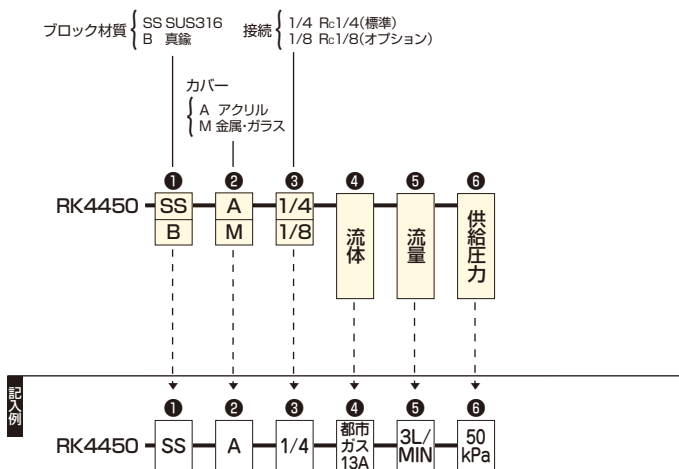 ブロック材質
SS SUS316
B 真鍮
接続
1/4 Rc1/4(標準)
1/8 Rc1/8(オプション)
カバー
A アクリル
M 金属・ガラス
❶ ❷ ❸ ❹ ❺ ❻
RK4450 SS A 1/4 流体 流量 供給圧力
B M 1/8
記入例
❶ ❷ ❸ ❹ ❺ ❻
RK4450 SS A 1/4 都市ガス13A 3L/MIN 50kPa